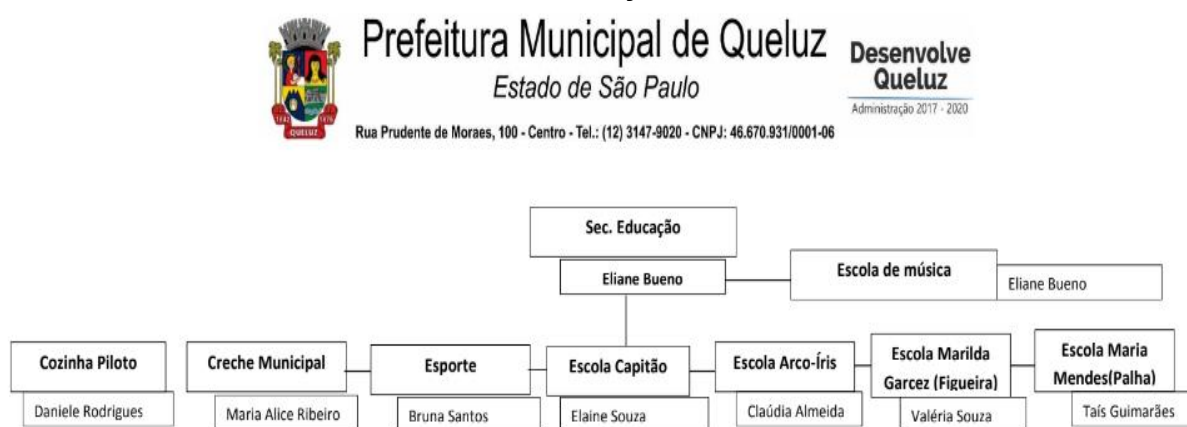 Prefeitura Municipal de Queluz
Estado de São Paulo
Rua Prudente de Moraes, 100 - Centro - Tel.: (12) 3147-9020 - CNPJ: 46.670.931/0001-06
Desenvolve
Queluz
Administração 2017 - 2020
QUELUZ
Sec. Educação
Eliane Bueno
Escola de música
Eliane Bueno
Cozinha Piloto
Daniele Rodrigues
Creche Municipal
Maria Alice Ribeiro
Esporte
Bruna Santos
Escola Capitão
Elaine Souza
Escola Arco-Íris
Claúdia Almeida
Escola Marilda
Garcez (Figueira)
Valéria Souza
Escola Maria
Mendes(Palha)
Taís Guimarães